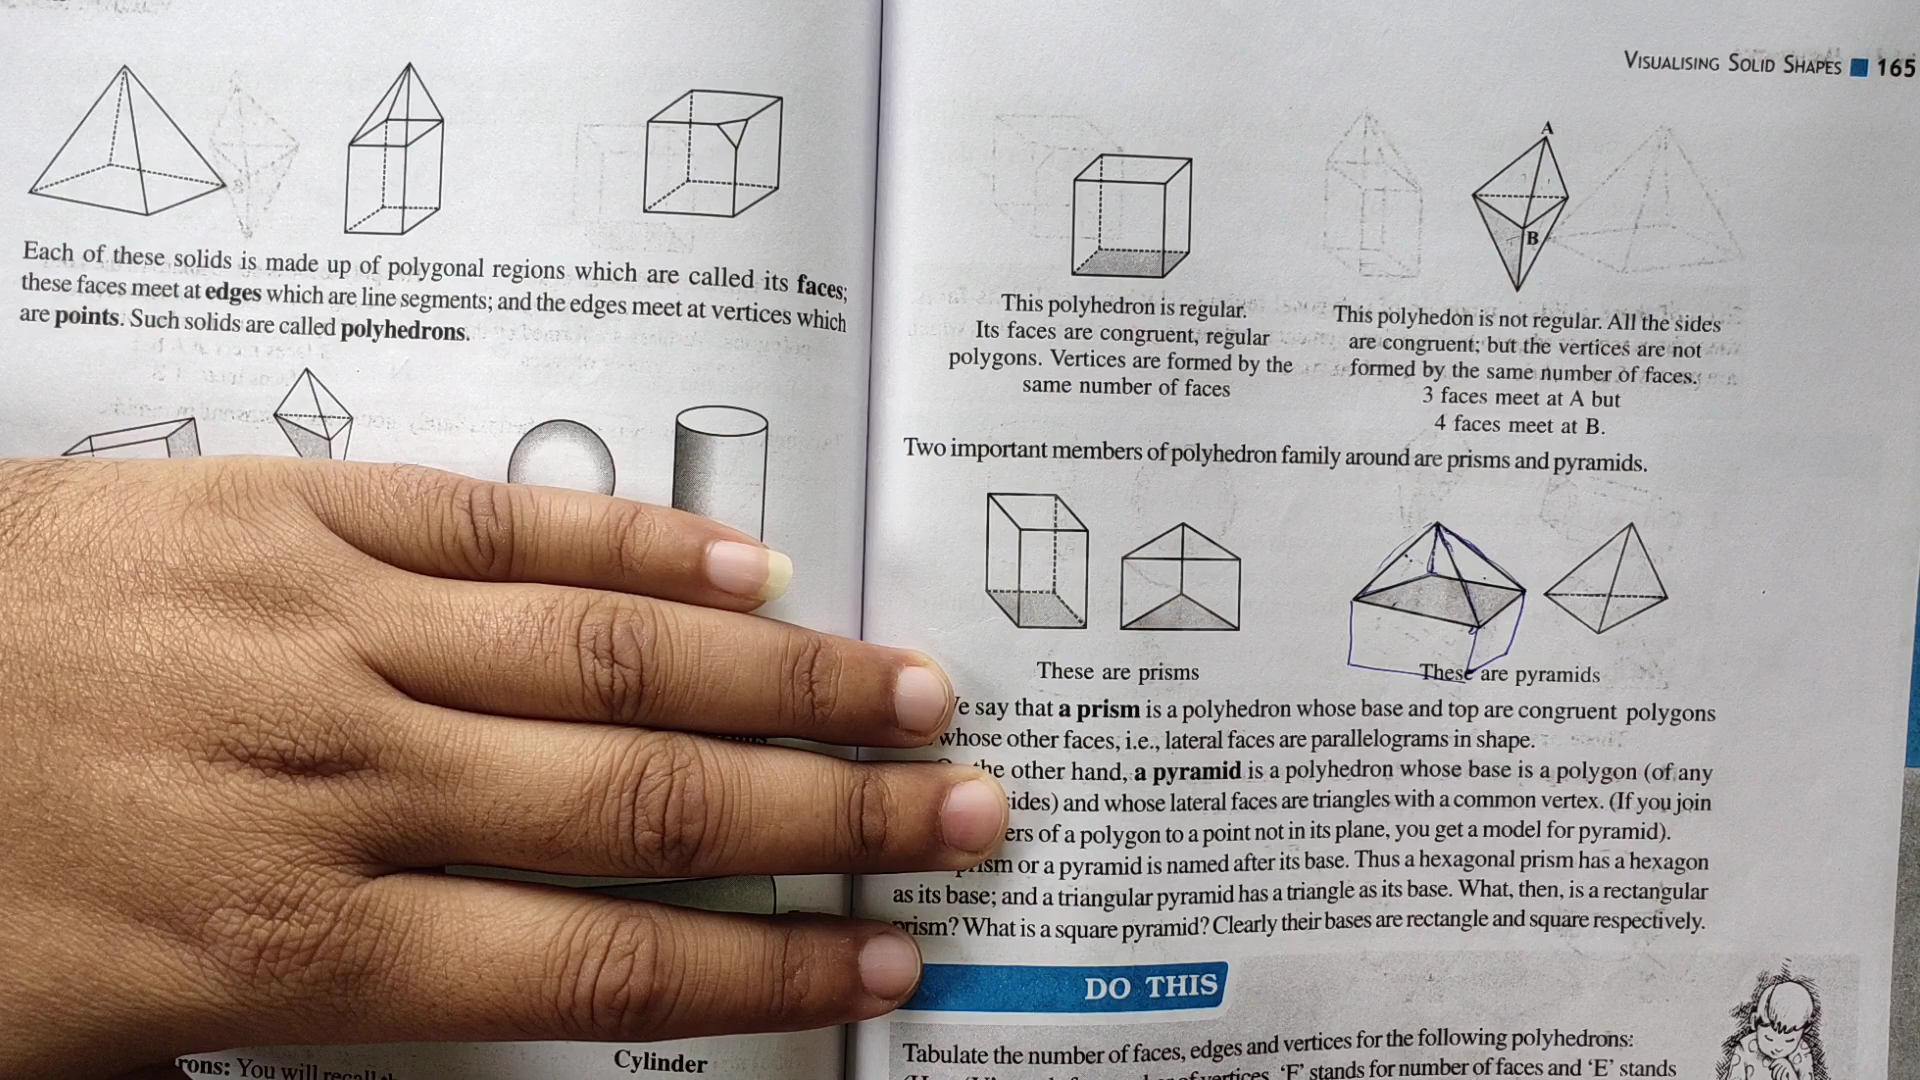 Each of these solids is made up of polygonal regions which are called its faces;
these faces meet at edges which are line segments; and the edges meet at vertices which
are points. Such solids are called polyhedrons.
Cylinder
rons: You will recall
VISUALISING SOLID SHAPES 165
A
B
This polyhedron is regular.
Its faces are congruent, regular
polygons. Vertices are formed by the
same number of faces
This polyhedon is not regular. All the sides
are congruent; but the vertices are not
formed by the same number of faces.
3 faces meet at A but
4 faces meet at B.
Two important members of polyhedron family around are prisms and pyramids.
These are prisms
These are pyramids
say that a prism is a polyhedron whose base and top are congruent polygons
whose other faces, i.e., lateral faces are parallelograms in shape.
the other hand, a pyramid is a polyhedron whose base is a polygon (of any
sides) and whose lateral faces are triangles with a common vertex. (If you join
ers of a polygon to a point not in its plane, you get a model for pyramid).
or a pyramid is named after its base. Thus a hexagonal prism has a hexagon
as its base; and a triangular pyramid has a triangle as its base. What, then, is a rectangular
prism? What is a square pyramid? Clearly their bases are rectangle and square respectively.
DO THIS
Tabulate the number of faces, edges and vertices for the following polyhedrons:
of vertices, 'F' stands for number of faces and 'E' stands